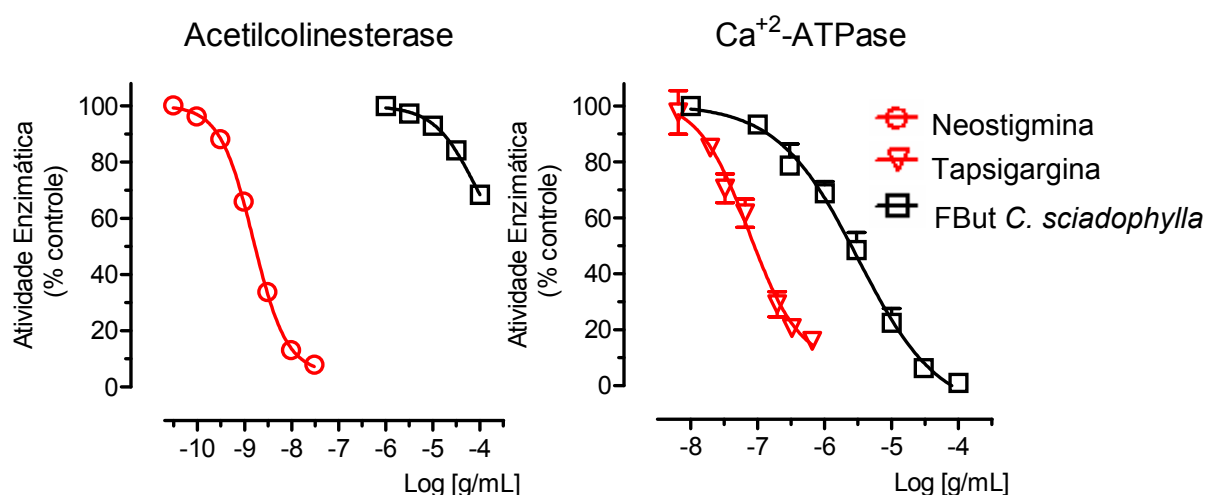 Acetilcolinesterase
Atividade Enzimática
(% controle)
100
80
60
40
20
0
-10 -9 -8 -7 -6 -5 -4
Log [g/mL]
Ca+2-ATPase
Atividade Enzimática
(% controle)
100
80
60
40
20
0
-8 -7 -6 -5 -4
Log [g/mL]
Neostigmina
Tapsigargina
FBut C. sciadophylla